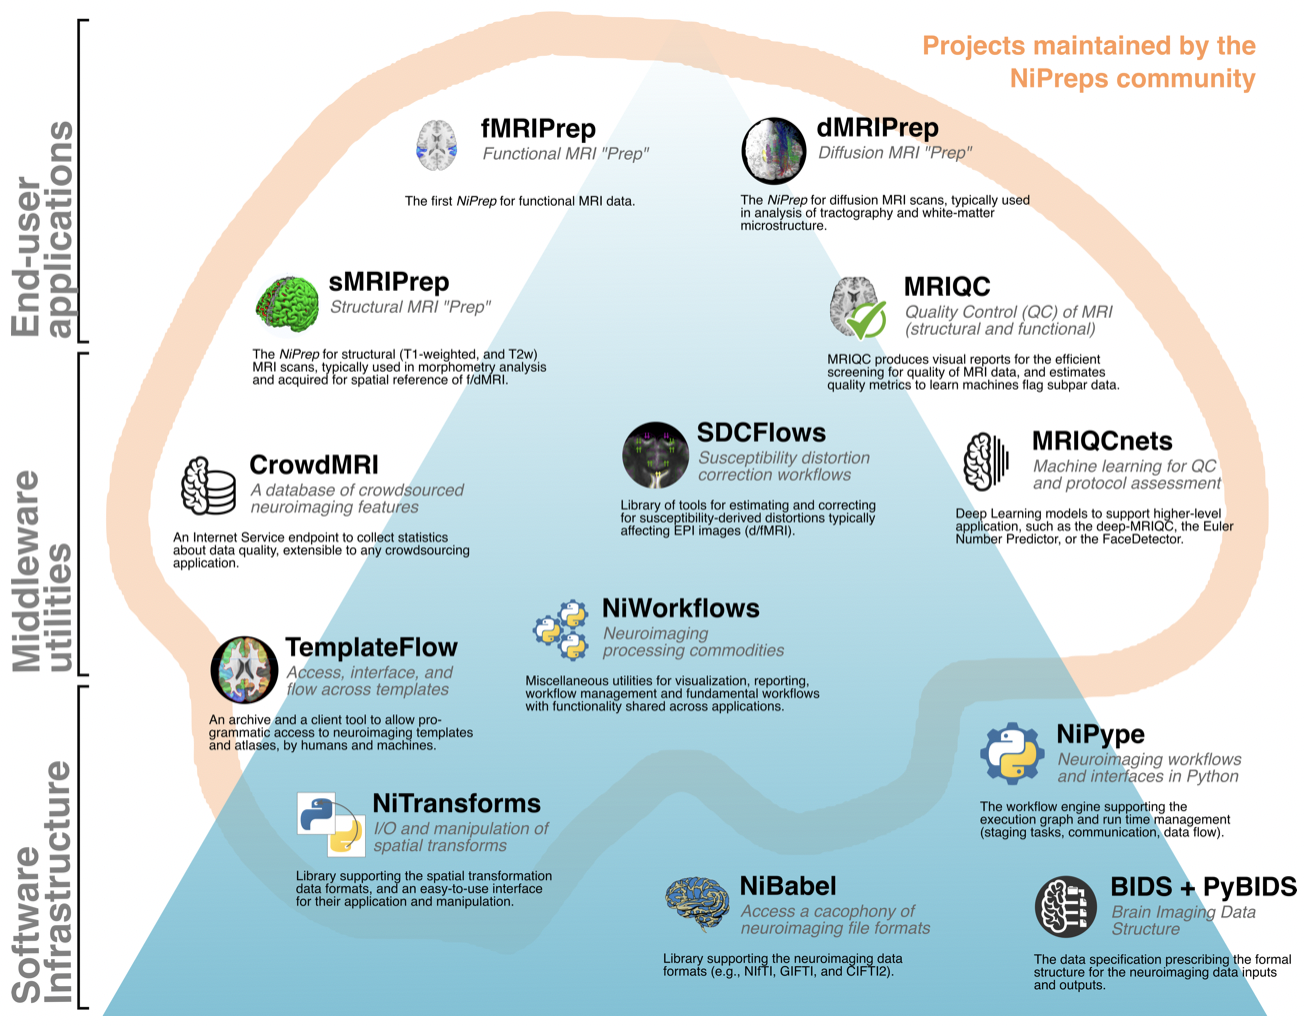 Projects maintained by the
NiPreps community
End-user
applications
fMRIPrep
Functional MRI "Prep"
The first NiPrep for functional MRI data.
dMRIPrep
Diffusion MRI "Prep"
The NiPrep for diffusion MRI scans, typically used
in analysis of tractography and white-matter
microstructure.
sMRIPrep
Structural MRI "Prep"
The NiPrep for structural (T1-weighted, and T2w)
MRI scans, typically used in morphometry analysis
and acquired for spatial reference of f/dMRI.
MRIQC
Quality Control (QC) of MRI
(structural and functional)
MRIQC produces visual reports for the efficient
screening for quality of MRI data, and estimates
quality metrics to learn machines flag subpar data.
Middleware
utilities
CrowdMRI
A database of crowdsourced
neuroimaging features
An Internet Service endpoint to collect statistics
about data quality, extensible to any crowdsourcing
application.
SDCFlows
Susceptibility distortion
correction workflows
Library of tools for estimating and correcting
for susceptibility-derived distortions typically
affecting EPI images (d/fMRI).
MRIQCnets
Machine learning for QC
and protocol assessment
Deep Learning models to support higher-level
application, such as the deep-MRIQC, the Euler
Number Predictor, or the FaceDetector.
TemplateFlow
Access, interface, and
flow across templates
An archive and a client tool to allow pro-
grammatic access to neuroimaging templates
and atlases, by humans and machines.
NiWorkflows
Neuroimaging
processing commodities
Miscellaneous utilities for visualization, reporting,
workflow management and fundamental workflows
with functionality shared across applications.
Software
Infrastructure
NiTransforms
I/O and manipulation of
spatial transforms
Library supporting the spatial transformation
data formats, and an easy-to-use interface
for their application and manipulation.
NiPype
Neuroimaging workflows
and interfaces in Python
The workflow engine supporting the
execution graph and run time management
(staging tasks, communication, data flow).
NiBabel
Access a cacophony of
neuroimaging file formats
Library supporting the neuroimaging data
formats (e.g., NIfTI, GIFTI, and CIFTI2).
BIDS + PyBIDS
Brain Imaging Data
Structure
The data specification prescribing the formal
structure for the neuroimaging data inputs
and outputs.